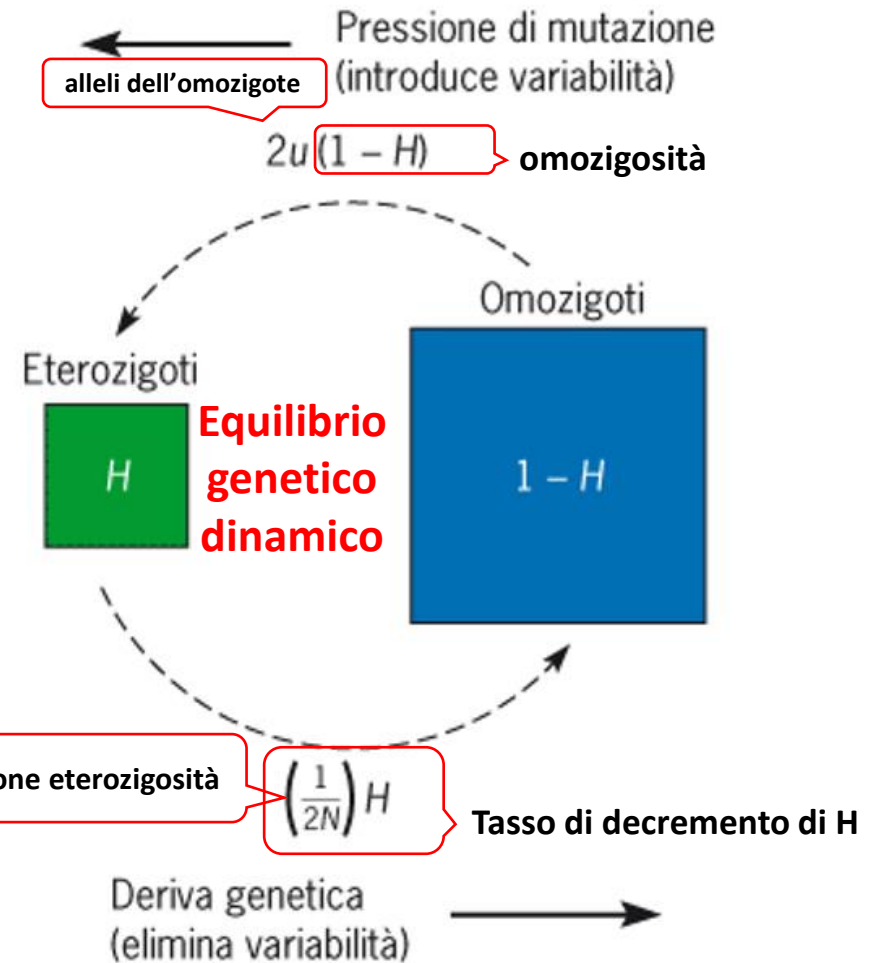 Pressione di mutazione
(introduce variabilità)
alleli dell'omozigote
2u(1 – H)
omozigosità
Omozigoti
Eterozigoti
Equilibrio
genetico
dinamico
H
1 – H
one eterozigosità
(1/2N) H
Tasso di decremento di H
Deriva genetica
(elimina variabilità)